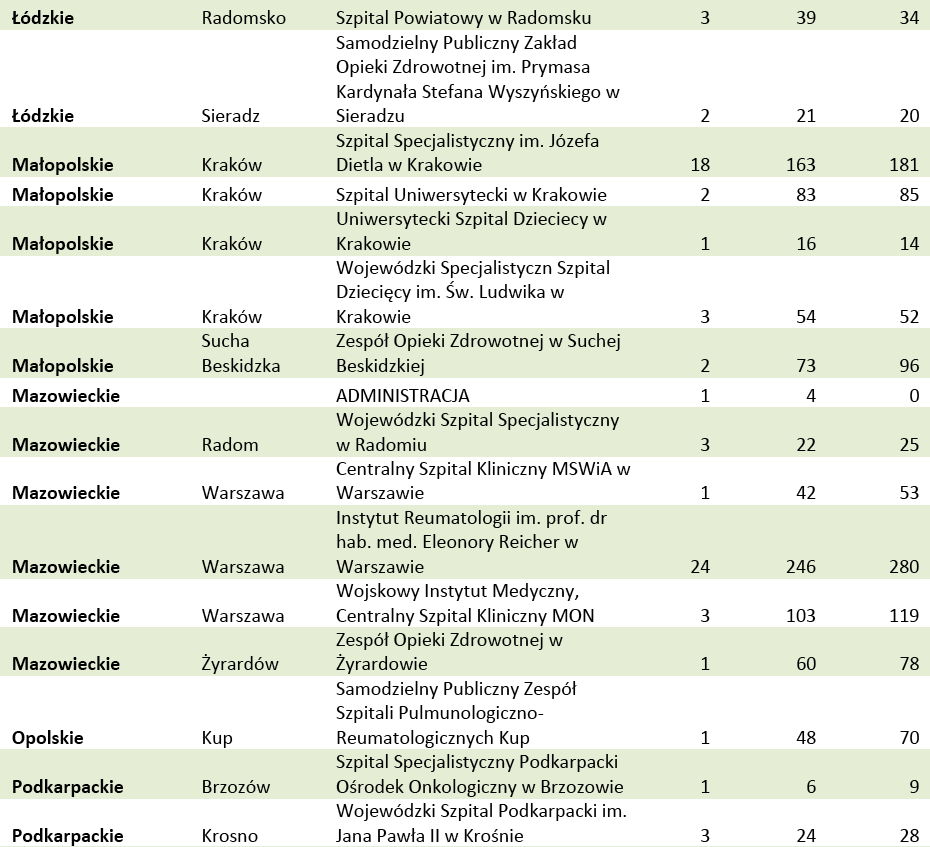 Łódzkie Radomsko Szpital Powiatowy w Radomsku 3 39 34
Samodzielny Publiczny Zakład
Opieki Zdrowotnej im. Prymasa
Kardynała Stefana Wyszyńskiego w
Łódzkie Sieradz Sieradzu 2 21 20
Szpital Specjalistyczny im. Józefa
Małopolskie Kraków Dietla w Krakowie 18 163 181
Małopolskie Kraków Szpital Uniwersytecki w Krakowie 2 83 85
Uniwersytecki Szpital Dzieciecy w
Małopolskie Kraków Krakowie 1 16 14
Wojewódzki Specjalistyczn Szpital
Dziecięcy im. Św. Ludwika w
Małopolskie Kraków Krakowie 3 54 52
Sucha Zespół Opieki Zdrowotnej w Suchej
Małopolskie Beskidzka Beskidzkiej 2 73 96
Mazowieckie ADMINISTRACJA 1 4 0
Wojewódzki Szpital Specjalistyczny
Mazowieckie Radom w Radomiu 3 22 25
Centralny Szpital Kliniczny MSWiA w
Mazowieckie Warszawa Warszawie 1 42 53
Instytut Reumatologii im. prof. dr
hab. med. Eleonory Reicher w
Mazowieckie Warszawa Warszawie 24 246 280
Wojskowy Instytut Medyczny,
Mazowieckie Warszawa Centralny Szpital Kliniczny MON 3 103 119
Zespół Opieki Zdrowotnej w
Mazowieckie Żyrardów Żyrardowie 1 60 78
Samodzielny Publiczny Zespół
Szpitali Pulmunologiczno-
Opolskie Kup Reumatologicznych Kup 1 48 70
Szpital Specjalistyczny Podkarpacki
Podkarpackie Brzozów Ośrodek Onkologiczny w Brzozowie 1 6 9
Wojewódzki Szpital Podkarpacki im.
Podkarpackie Krosno Jana Pawła II w Krośnie 3 24 28